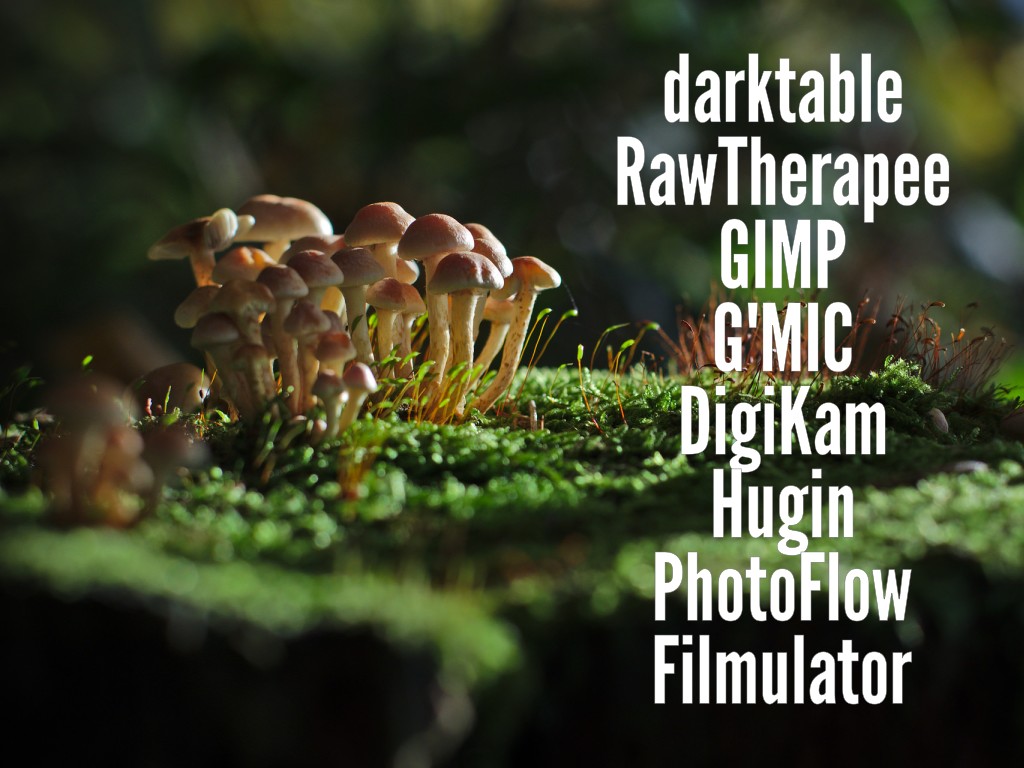 darktable
RawTherapee
GIMP
G'MIC
DigiKam
Hugin
PhotoFlow
Filmulator